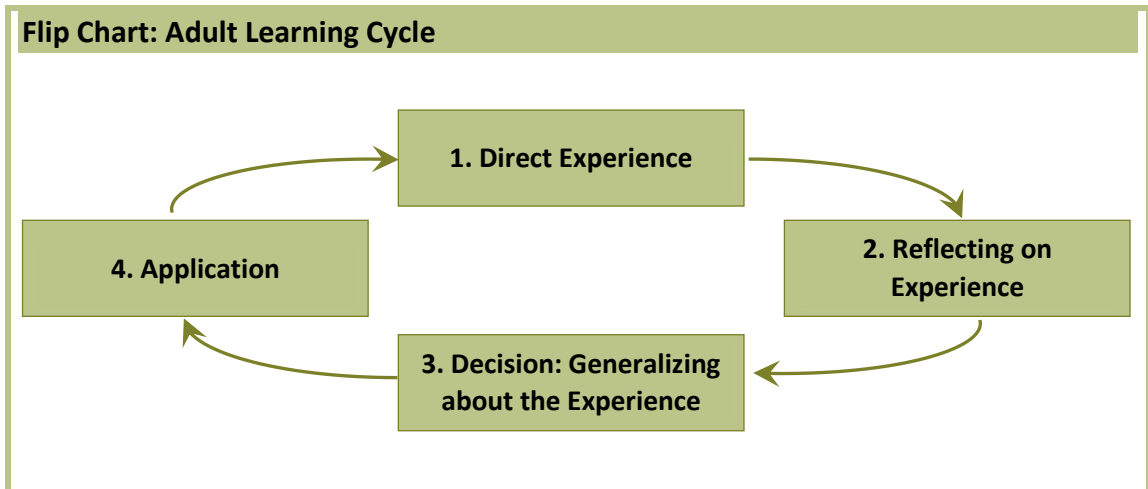 Flip Chart: Adult Learning Cycle
1. Direct Experience
2. Reflecting on
Experience
3. Decision: Generalizing
about the Experience
4. Application